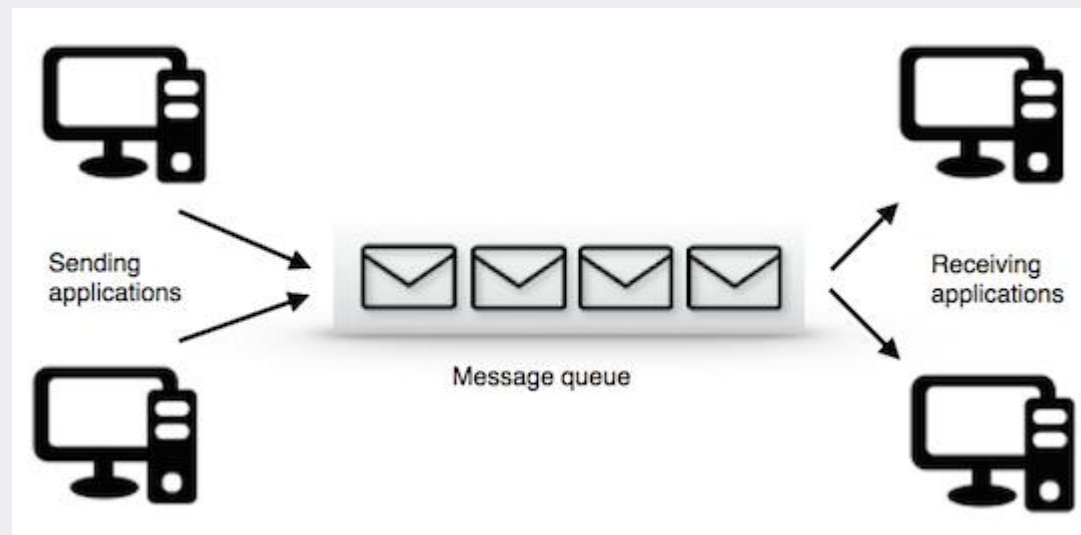 Sending
applications
Message queue
Receiving
applications